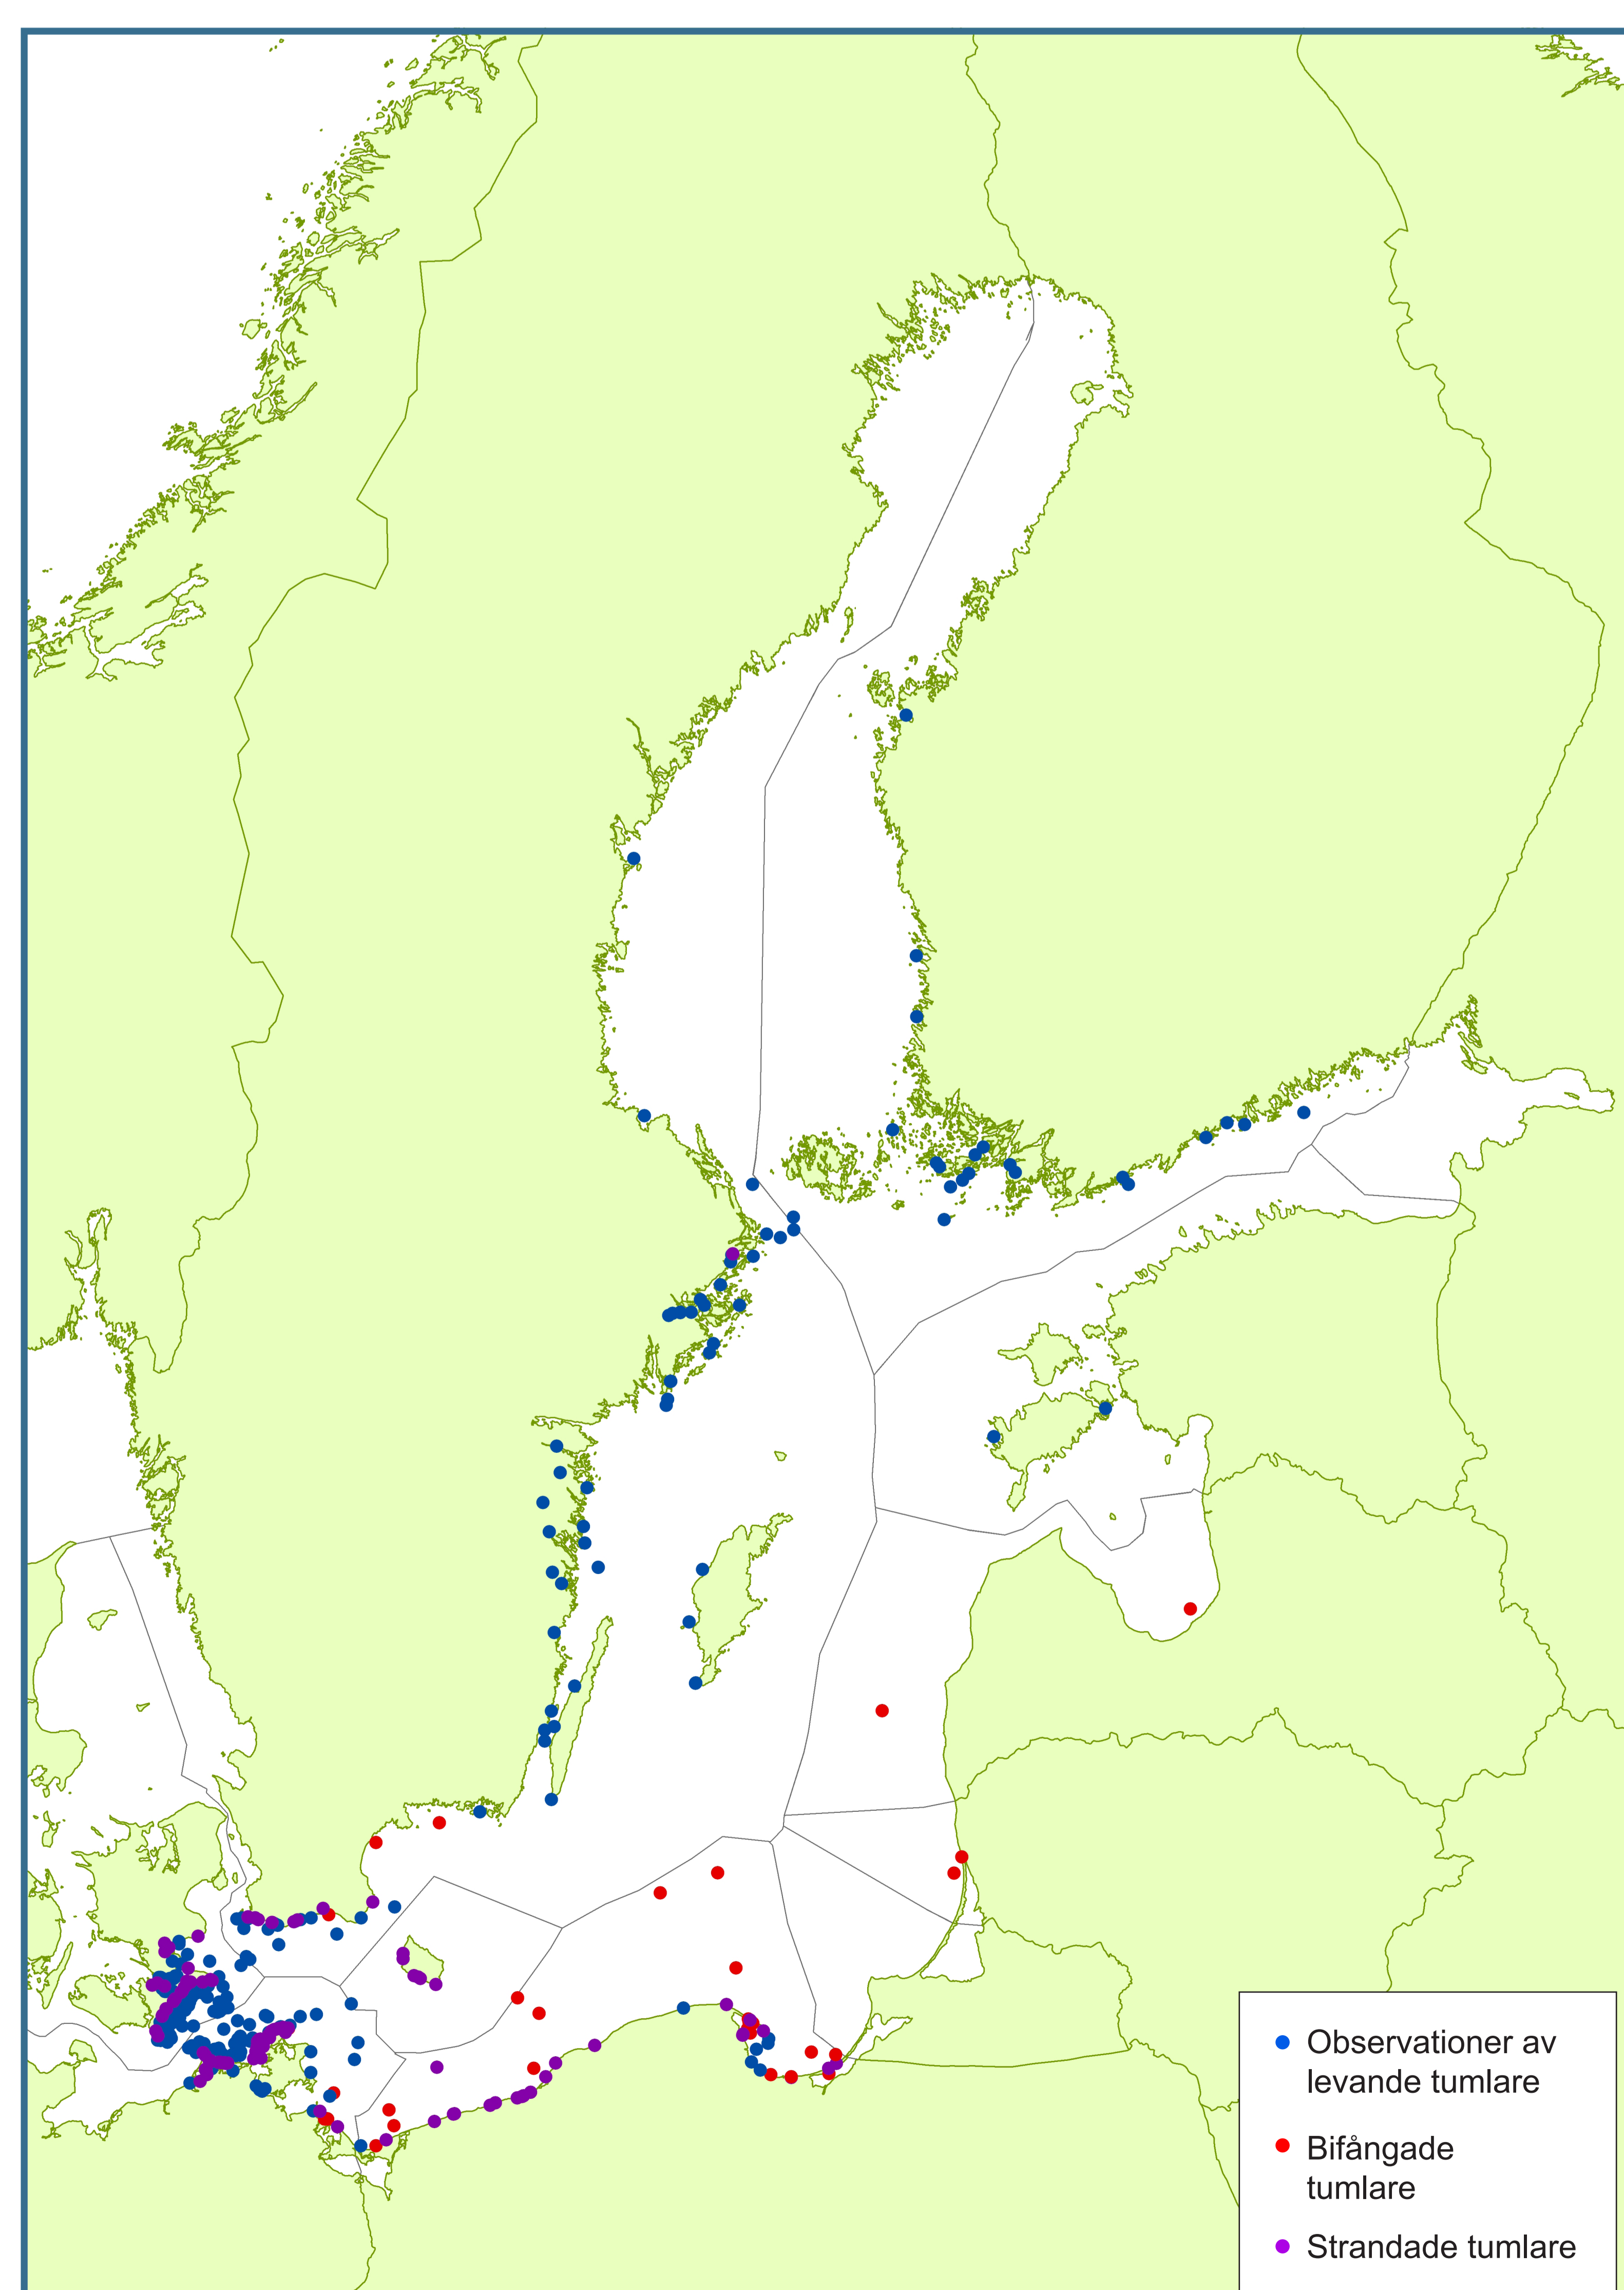 Observationer av
levande tumlare
Bifångade
tumlare
Strandade tumlare